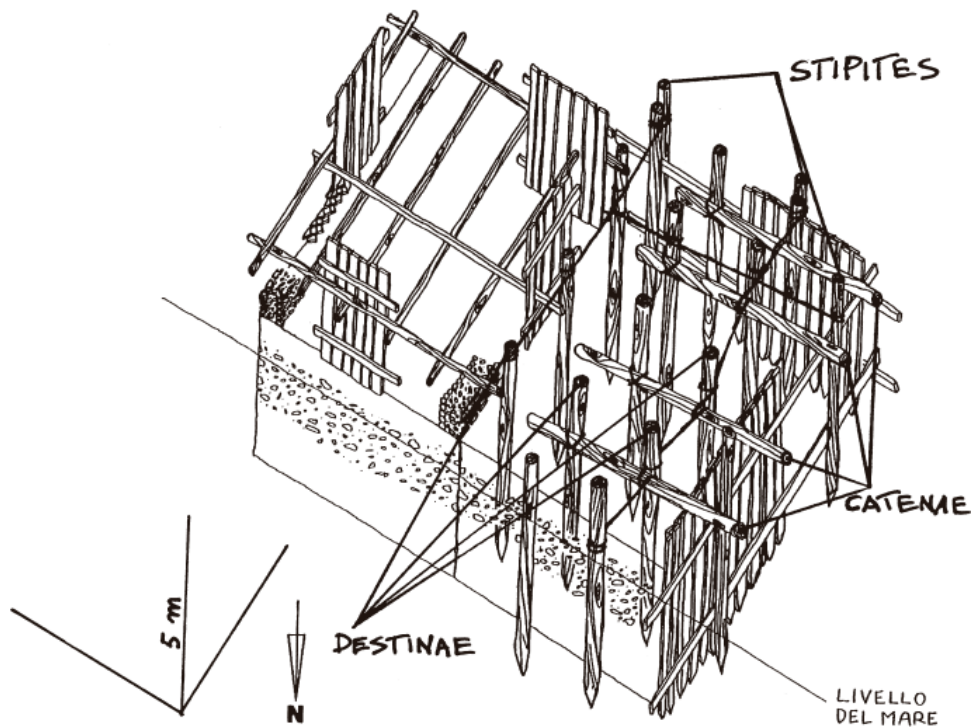 STIPITES
CATENAE
DESTINAE
5 m
N
LIVELLO
DEL MARE